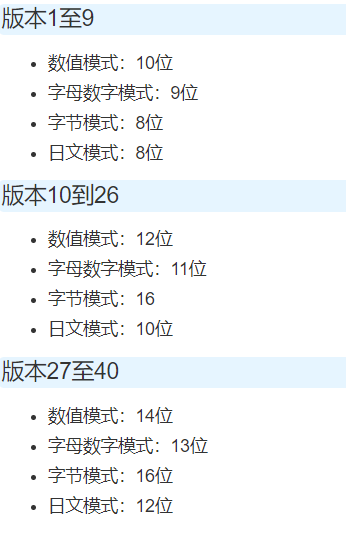 版本1至9
数值模式：10位
字母数字模式：9位
字节模式：8位
日文模式：8位
版本10到26
数值模式：12位
字母数字模式：11位
字节模式：16
日文模式：10位
版本27至40
数值模式：14位
字母数字模式：13位
字节模式：16位
日文模式：12位